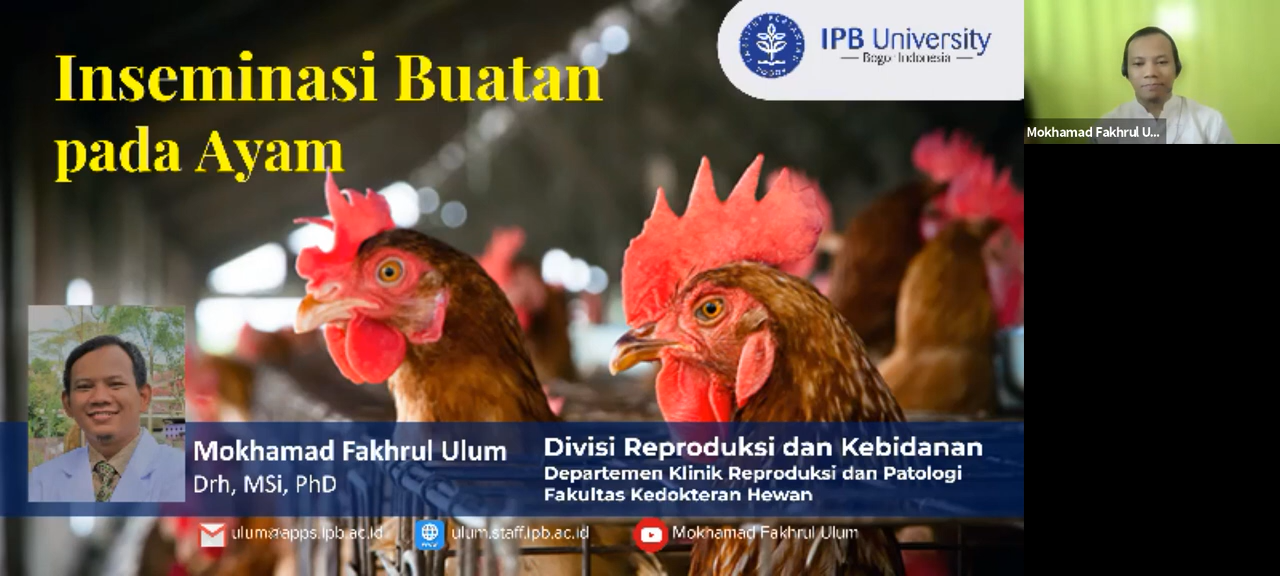 Inseminasi Buatan
pada Ayam
IPB University
Bogor Indonesia
Mokhamad Fakhrul U...
Mokhamad Fakhrul Ulum
Drh, MSi, PhD
Divisi Reproduksi dan Kebidanan
Departemen Klinik Reproduksi dan Patologi
Fakultas Kedokteran Hewan
ulum@apps.ipb.ac.id
ulum.staff.ipb.ac.id
Mokhamad Fakhrul Ulum